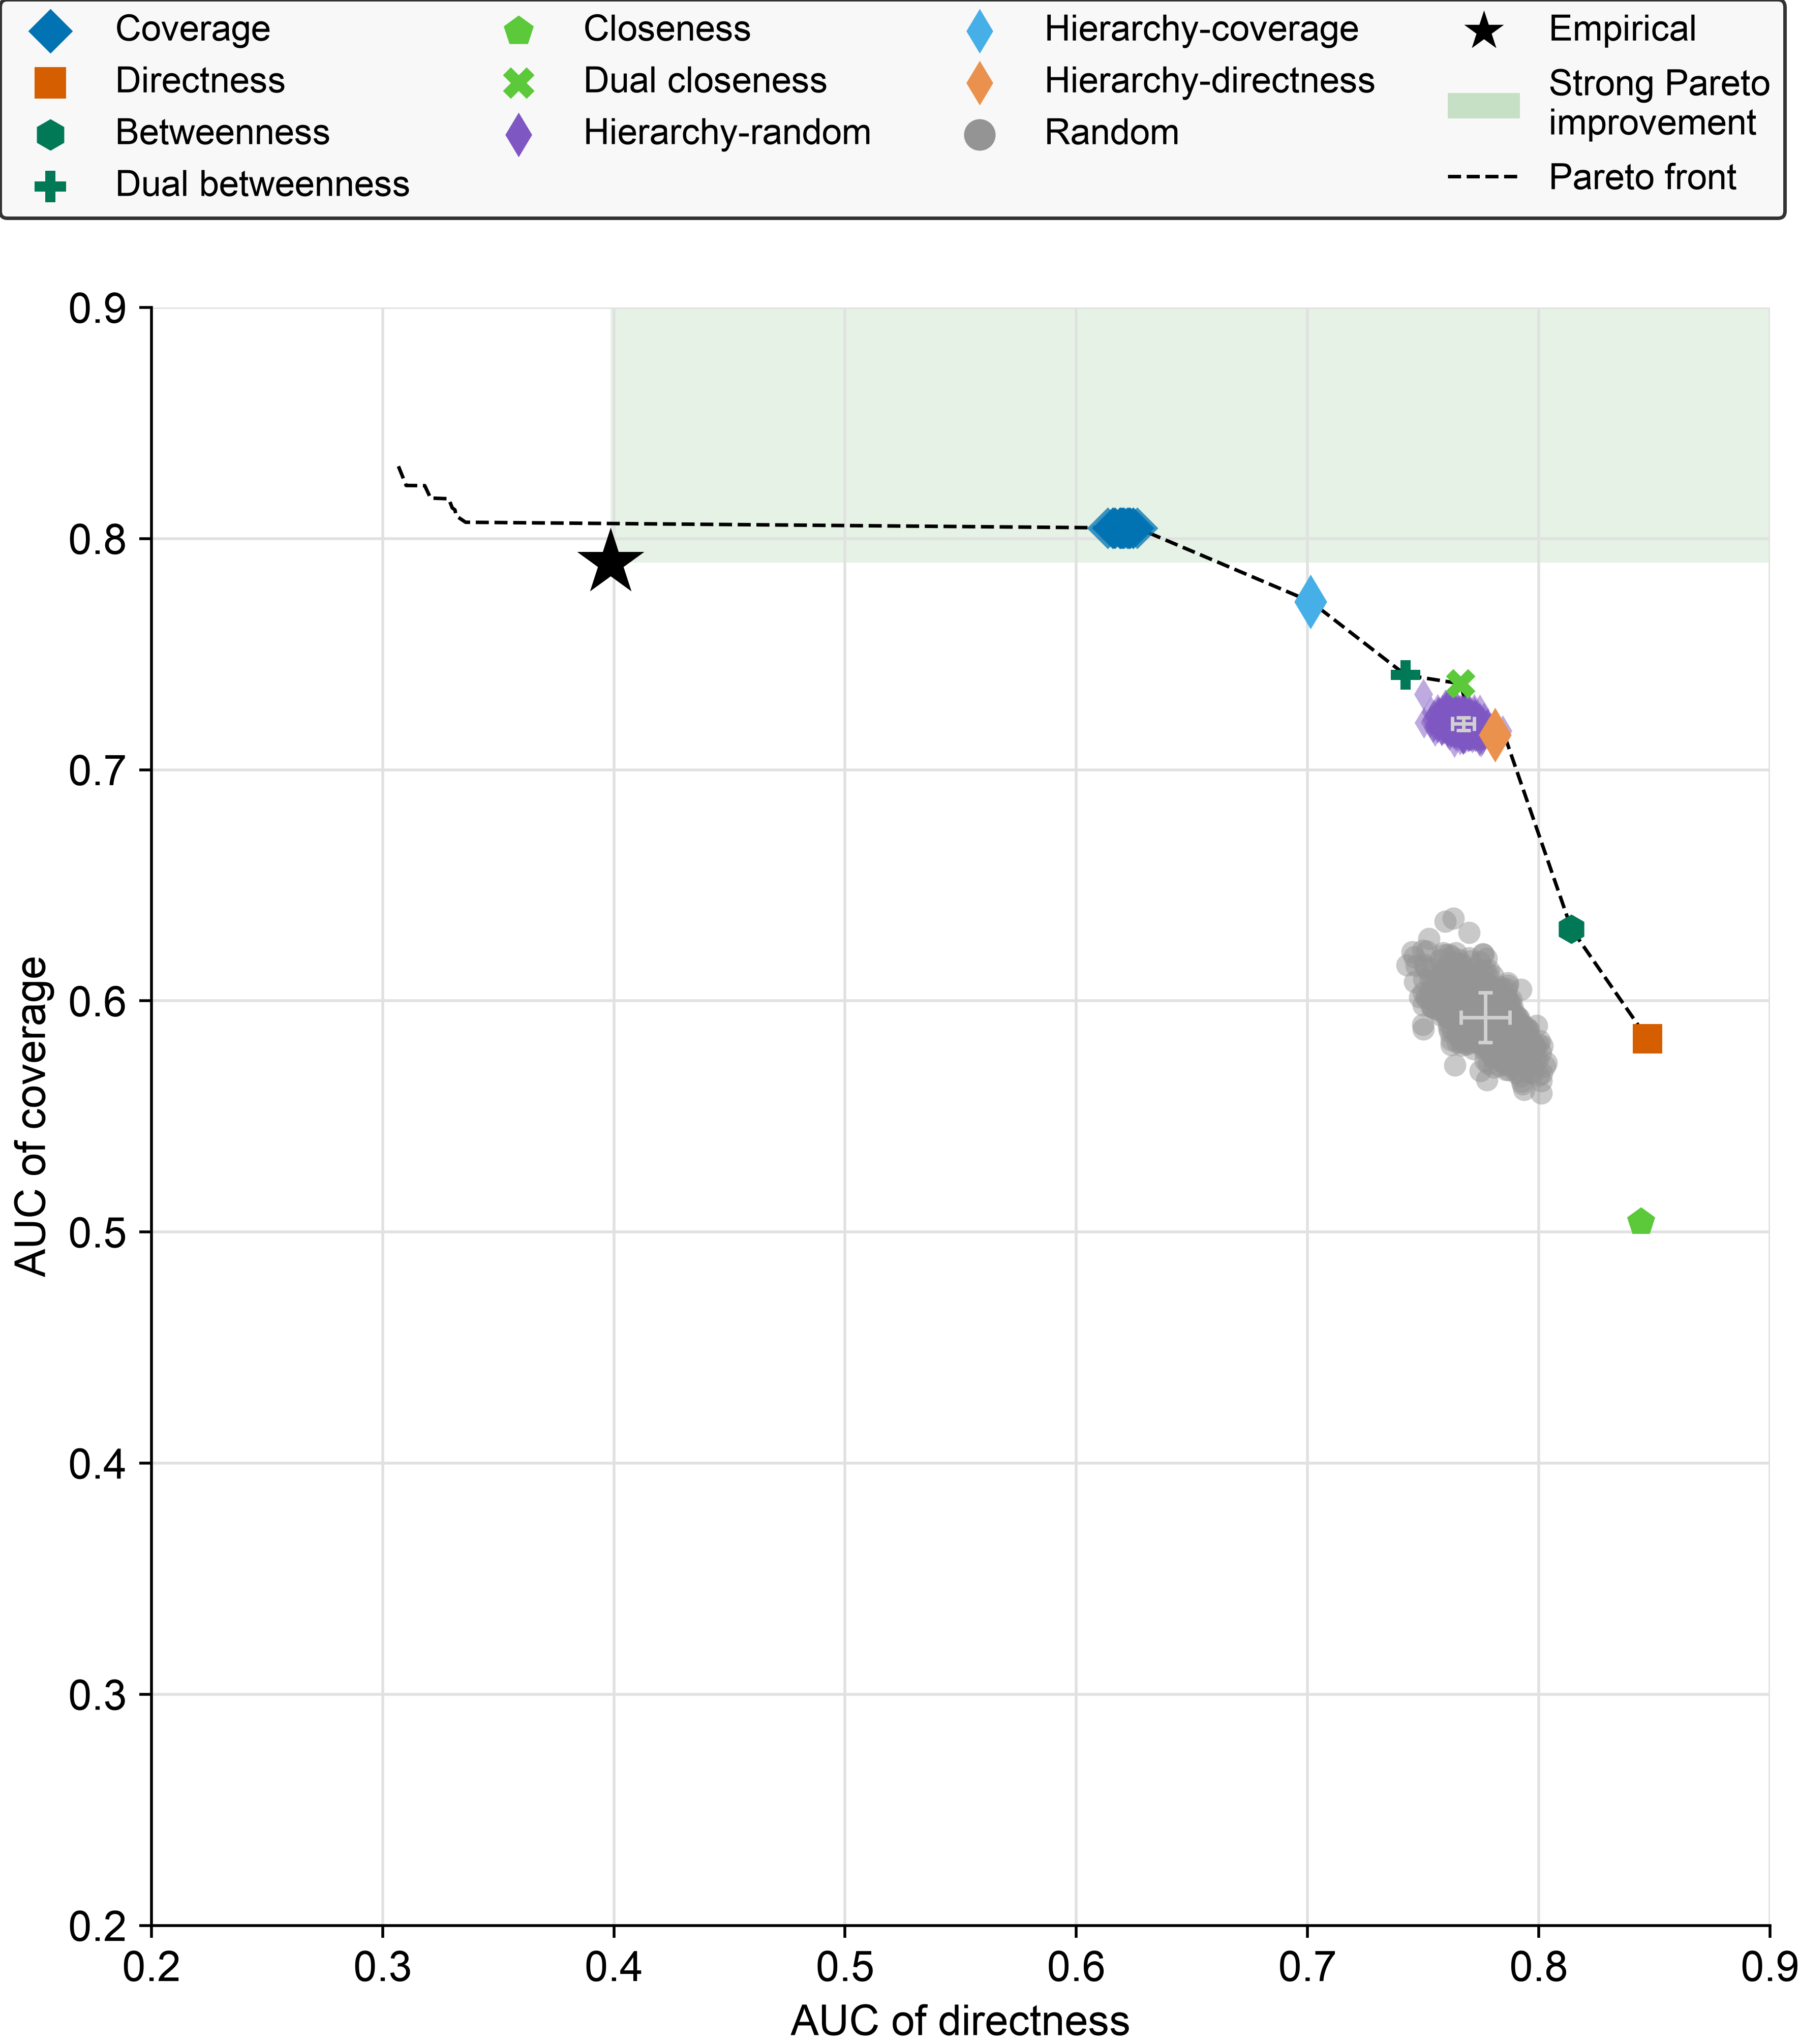 Coverage
Directness
Betweenness
Dual betweenness
Closeness
Dual closeness
Hierarchy-random
Hierarchy-coverage
Hierarchy-directness
Random
Empirical
Strong Pareto
improvement
Pareto front
0.9
0.8
0.7
0.6
0.5
0.4
0.3
0.2
AUC of coverage
0.2 0.3 0.4 0.5 0.6 0.7 0.8 0.9
AUC of directness